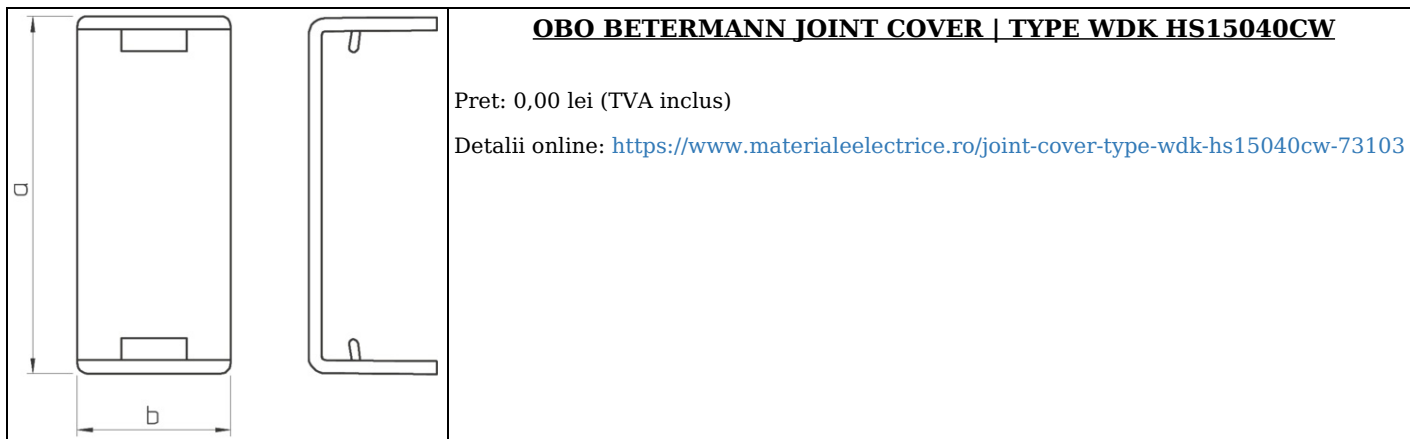 OBO BETERMANN JOINT COVER | TYPE WDK HS15040CW
Pret: 0,00 lei (TVA inclus)
Detalii online: https://www.materialeelectrice.ro/joint-cover-type-wdk-hs15040cw-73103
a
b